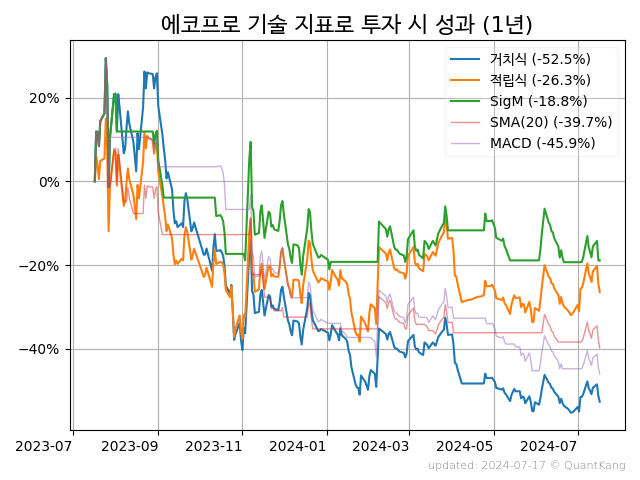 에코프로 기술 지표로 투자 시 성과 (1년)
거치식 (-52.5%)
적립식 (-26.3%)
SigM (-18.8%)
SMA(20) (-39.7%)
MACD (-45.9%)
20%
0%
−20%
−40%
2023-07 2023-09 2023-11 2024-01 2024-03 2024-05 2024-07
updated: 2024-07-17 © QuantKang